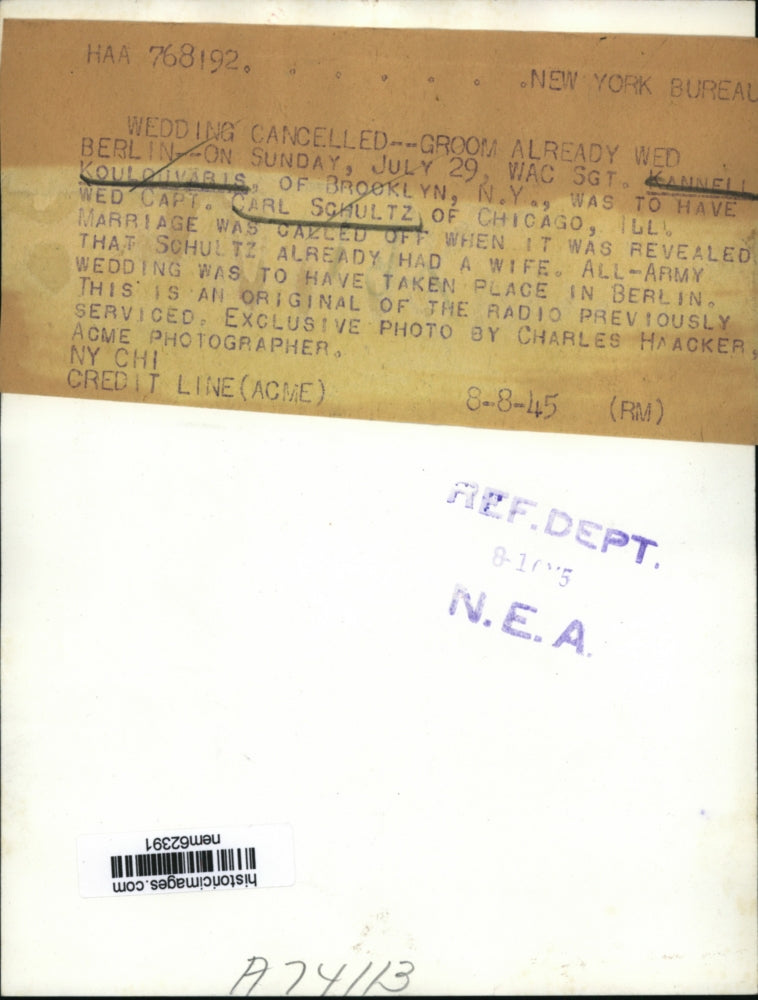 HAA 768192. . . . . . . .NEW YORK BUREAU
WEDDING CANCELLED--GROOM ALREADY WED
BERLIN--ON SUNDAY, JULY 29, WAC SGT. KANNELL
KOULOUVARIS, OF BROOKLYN, N.Y., WAS TO HAVE
WED CAPT. CARL SCHULTZ OF CHICAGO, ILL.
MARRIAGE WAS CALLED OFF WHEN IT WAS REVEALED
THAT SCHULTZ ALREADY HAD A WIFE. ALL-ARMY
WEDDING WAS TO HAVE TAKEN PLACE IN BERLIN.
THIS IS AN ORIGINAL OF THE RADIO PREVIOUSLY
SERVICED. EXCLUSIVE PHOTO BY CHARLES HAACKER,
ACME PHOTOGRAPHER.
NY CHI
CREDIT LINE(ACME) 8-8-45 (RM)
REF.DEPT.
N.E.A.
nem62391
historicimages.com
A74113